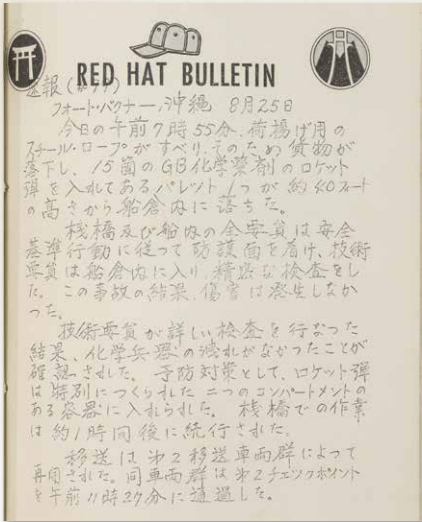 RED HAT BULLETIN
速報(
フォート・バクナー、沖縄 8月25日
今日の午前7時55分、荷揚げ用の
スチール・ロープがすべり、そのため貨物が
落下し、15箇のGB化学薬剤のロケット
弾を入れてあるパレット1つが約40フィート
の高さから船倉内に落ちた。
桟橋及び船内の全要員は安全
基準行動に従って防護面を着け、技術
要員は船倉内に入り、精密な検査をし
た。この事故の結果、傷害は発生しなか
った。
技術要員が詳しい検査を行なった
結果、化学兵器の洩れがなかったことが
確認された。予防対策として、ロケット弾
は特別につくられた二つのコンパートメントの
ある容器に入れられた。桟橋での作業
は約1時間後に続行された。
移送は第2移送車両群によって
再開された。同車両群は第2チェックポイント
を午前11時27分に通過した。